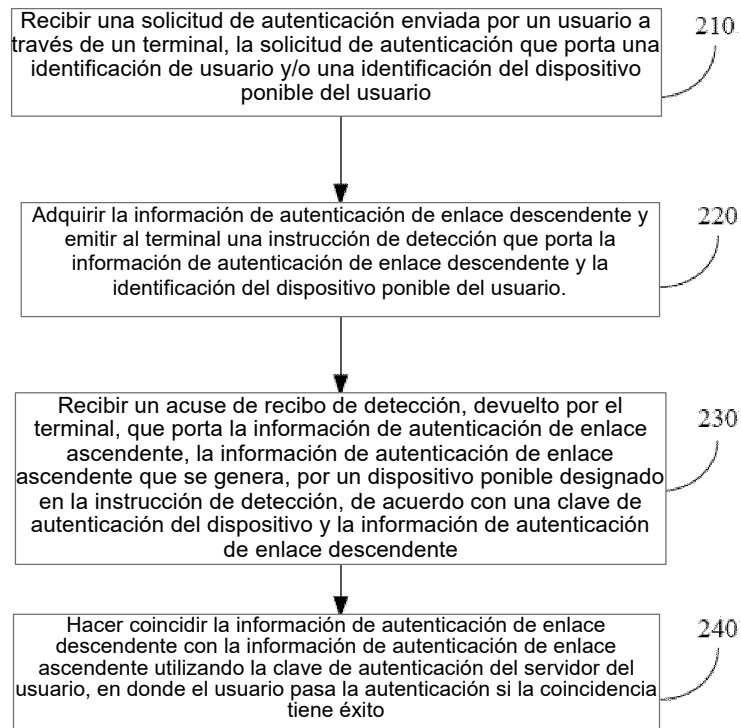 Recibir una solicitud de autenticación enviada por un usuario a
través de un terminal, la solicitud de autenticación que porta una
identificación de usuario y/o una identificación del dispositivo
ponible del usuario
210
Adquirir la información de autenticación de enlace descendente y
emitir al terminal una instrucción de detección que porta la
información de autenticación de enlace descendente y la
identificación del dispositivo ponible del usuario.
220
Recibir un acuse de recibo de detección, devuelto por el
terminal, que porta la información de autenticación de enlace
ascendente, la información de autenticación de enlace
ascendente que se genera, por un dispositivo ponible designado
en la instrucción de detección, de acuerdo con una clave de
autenticación del dispositivo y la información de autenticación
de enlace descendente
230
Hacer coincidir la información de autenticación de enlace
descendente con la información de autenticación de enlace
ascendente utilizando la clave de autenticación del servidor del
usuario, en donde el usuario pasa la autenticación si la coincidencia
tiene éxito
240